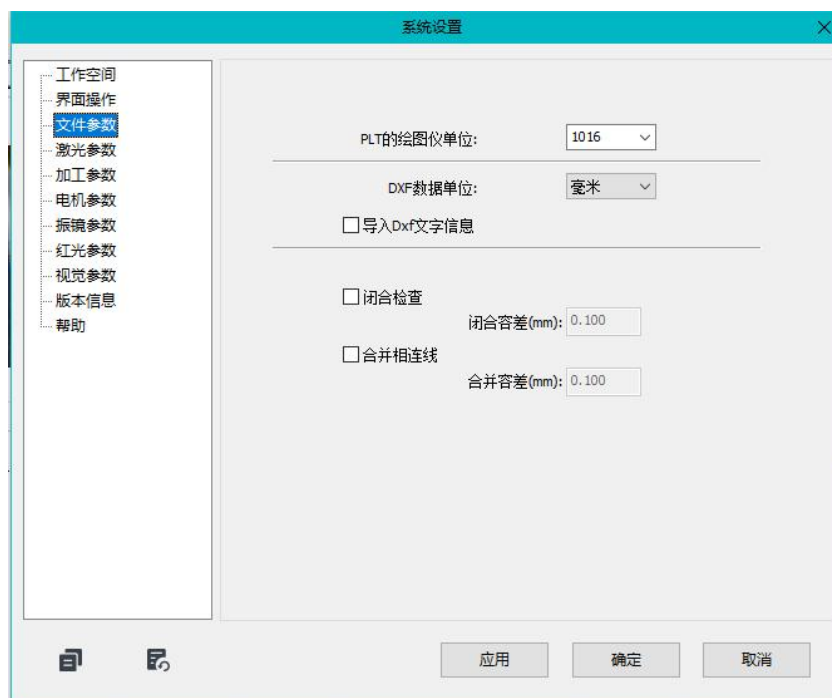 系统设置
工作空间
界面操作
文件参数
激光参数
加工参数
电机参数
振镜参数
红光参数
视觉参数
版本信息
帮助
PLT的绘图仪单位: 1016
DXF数据单位: 毫米
导入Dxf文字信息
闭合检查
闭合容差(mm): 0.100
合并相连线
合并容差(mm): 0.100
应用 确定 取消